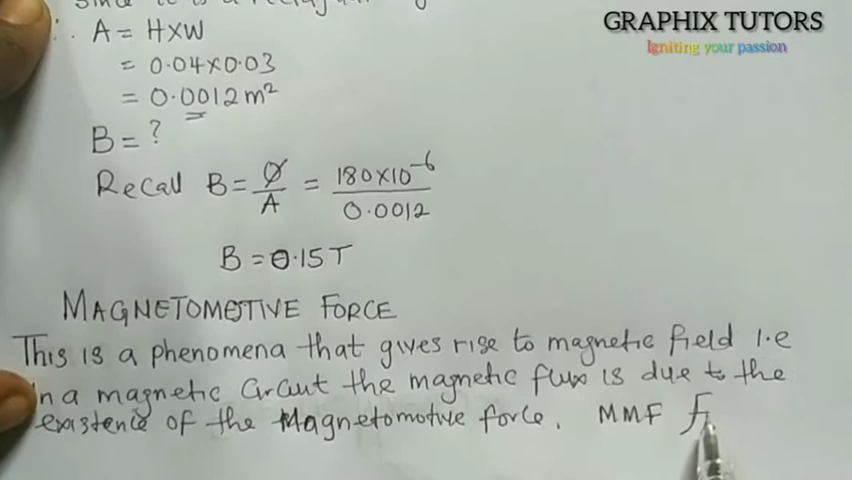 GRAPHIX TUTORS
Igniting your passion
∴ A = H×W
= 0.04×0.03
= 0.0012m²
B = ?
Recall B = Ø/A = 180×10⁻⁶/0.0012
B = 0.15T
MAGNETOMOTIVE FORCE
This is a phenomena that gives rise to magnetic field i.e
in a magnetic circuit the magnetic flux is due to the
existence of the Magnetomotive force. MMF